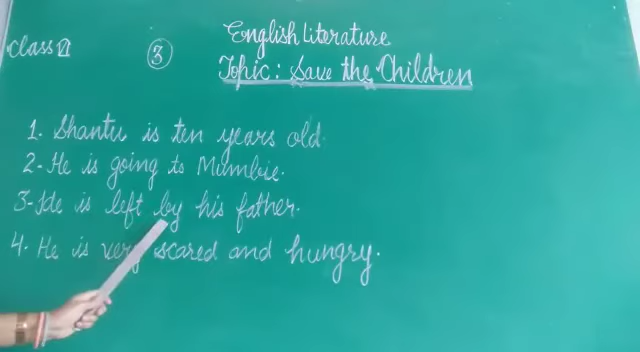 English Literature
Class VI
3
Topic: Save the Children
1. Shantu is ten years old.
2- He is going to Mumbie.
3- He is left by his father.
4. He is very scared and hungry.